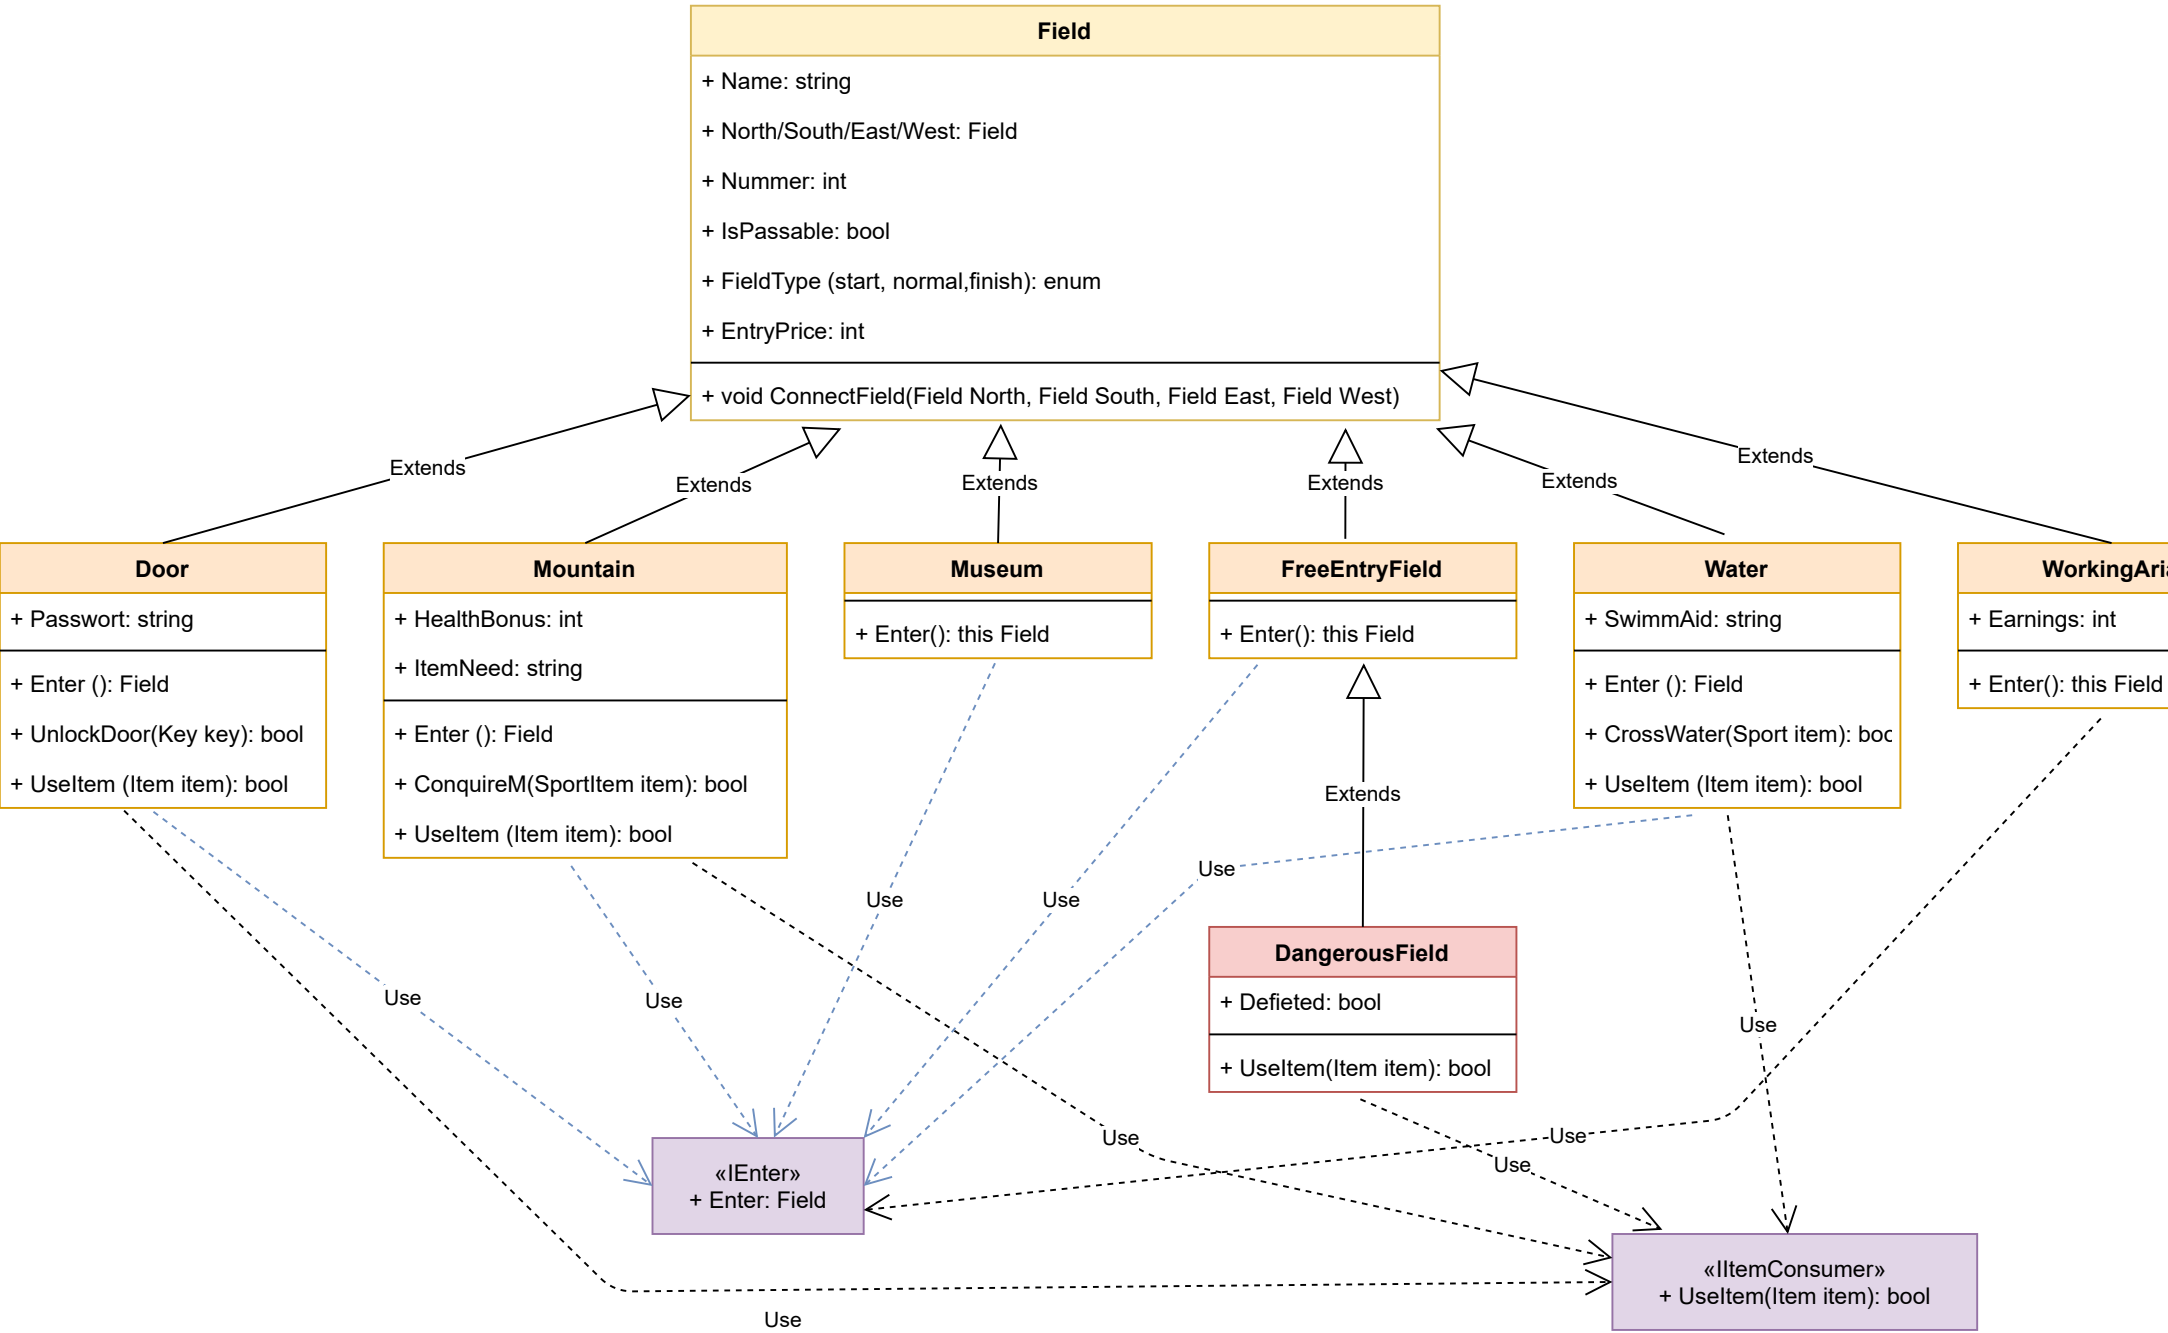 Field
+ Name: string
+ North/South/East/West: Field
+ Nummer: int
+ IsPassable: bool
+ FieldType (start, normal,finish): enum
+ EntryPrice: int
+ void ConnectField(Field North, Field South, Field East, Field West)
Extends
Extends
Extends
Extends
Extends
Extends
Door
+ Passwort: string
+ Enter (): Field
+ UnlockDoor(Key key): bool
+ UseItem (Item item): bool
Mountain
+ HealthBonus: int
+ ItemNeed: string
+ Enter (): Field
+ ConquireM(SportItem item): bool
+ UseItem (Item item): bool
Museum
+ Enter(): this Field
FreeEntryField
+ Enter(): this Field
Water
+ SwimmAid: string
+ Enter (): Field
+ CrossWater(Sport item): boo
+ UseItem (Item item): bool
WorkingAria
+ Earnings: int
+ Enter(): this Field
Extends
Use
Use
Use
DangerousField
+ Defieted: bool
+ UseItem(Item item): bool
Use
Use
Use
Use
Use
Use
«IEnter»
+ Enter: Field
«IItemConsumer»
+ UseItem(Item item): bool
Use